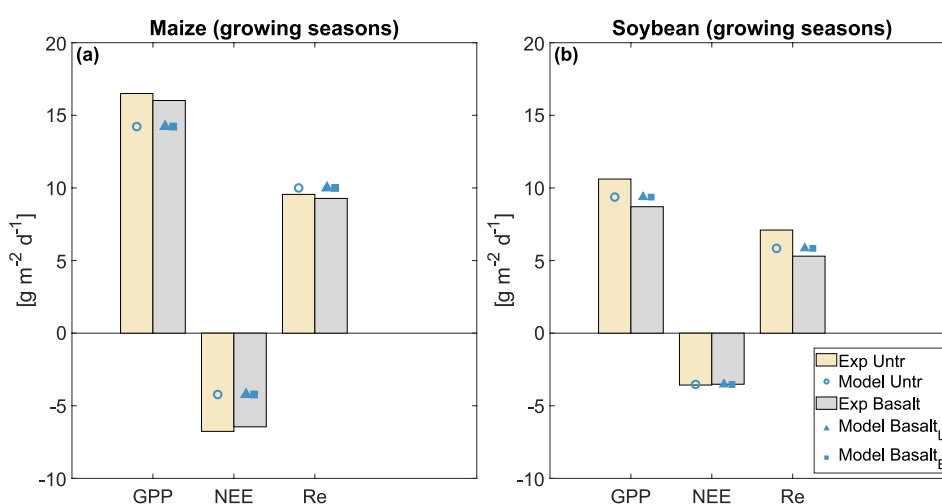 Maize (growing seasons)
Soybean (growing seasons)
(a)
20
15
10
5
0
-5
-10
[g m-2 d-1]
GPP
NEE
Re
(b)
20
15
10
5
0
-5
-10
[g m-2 d-1]
GPP
NEE
Re
Exp Untr
Model Untr
Exp Basalt
Model BasaltL
Model Basalt